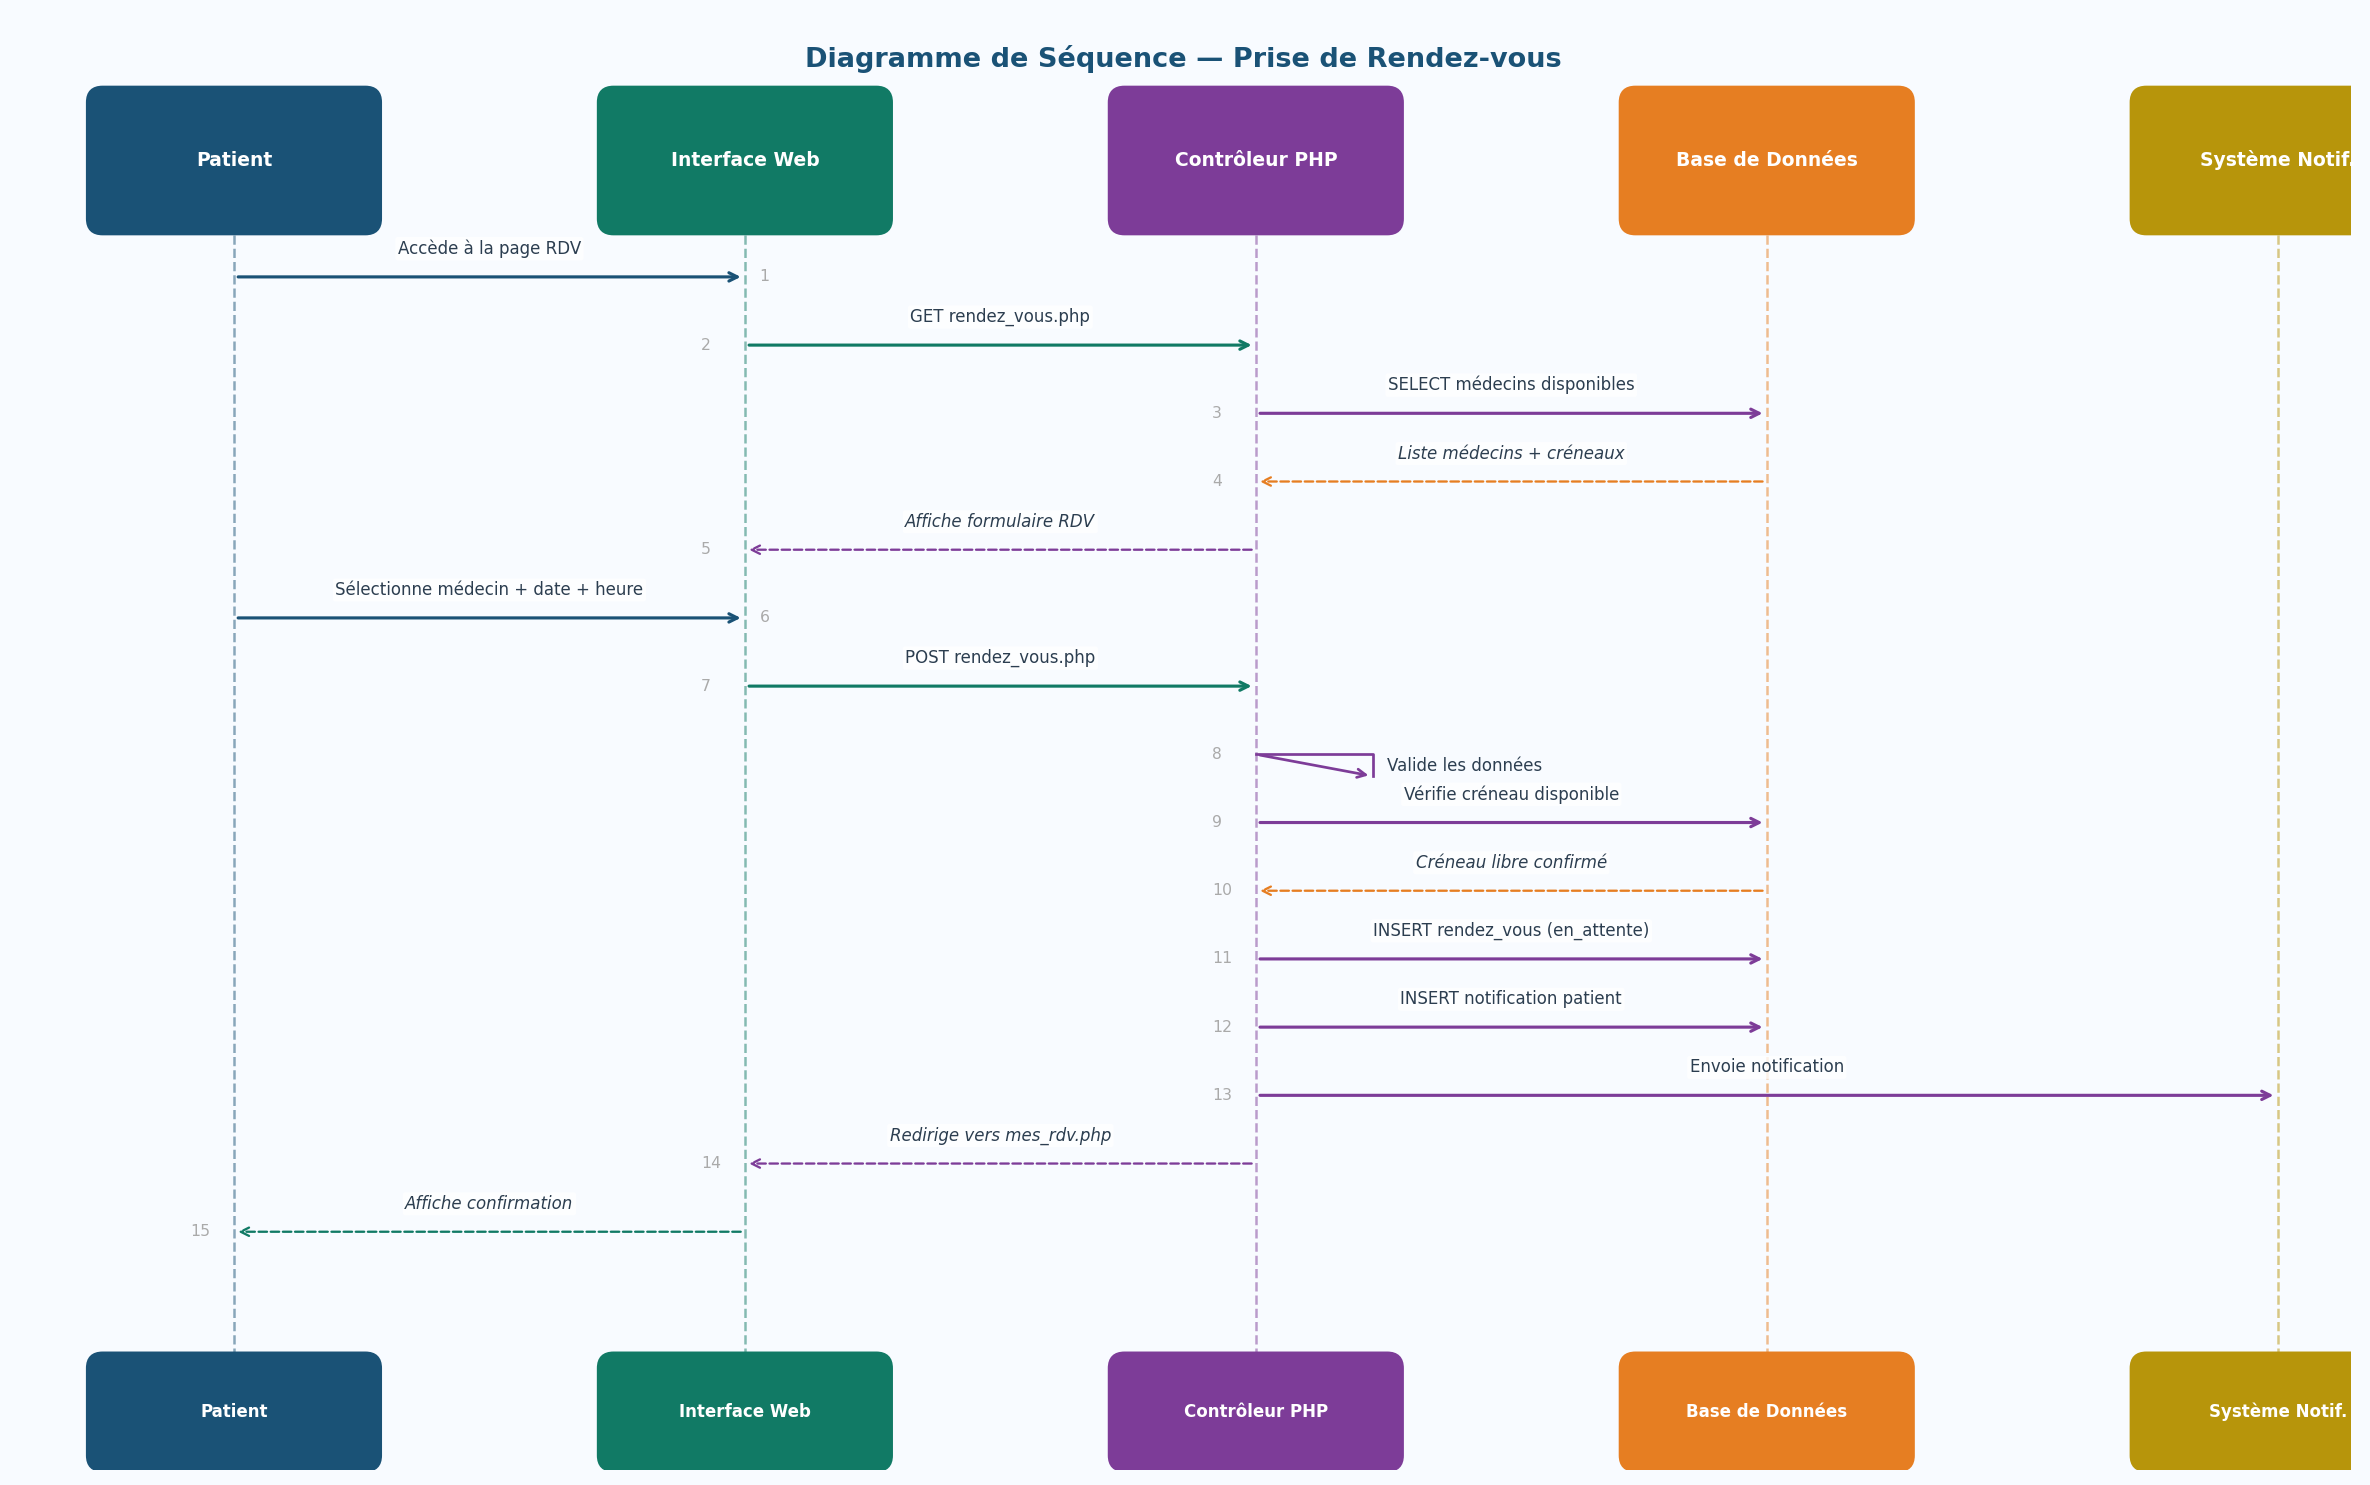 Diagramme de Séquence — Prise de Rendez-vous
Patient
Interface Web
Contrôleur PHP
Base de Données
Système Notif.
Accède à la page RDV
1
GET rendez_vous.php
2
SELECT médecins disponibles
3
Liste médecins + créneaux
4
Affiche formulaire RDV
5
Sélectionne médecin + date + heure
6
POST rendez_vous.php
7
8
Valide les données
Vérifie créneau disponible
9
Créneau libre confirmé
10
INSERT rendez_vous (en_attente)
11
INSERT notification patient
12
Envoie notification
13
Redirige vers mes_rdv.php
14
Affiche confirmation
15
Patient
Interface Web
Contrôleur PHP
Base de Données
Système Notif.